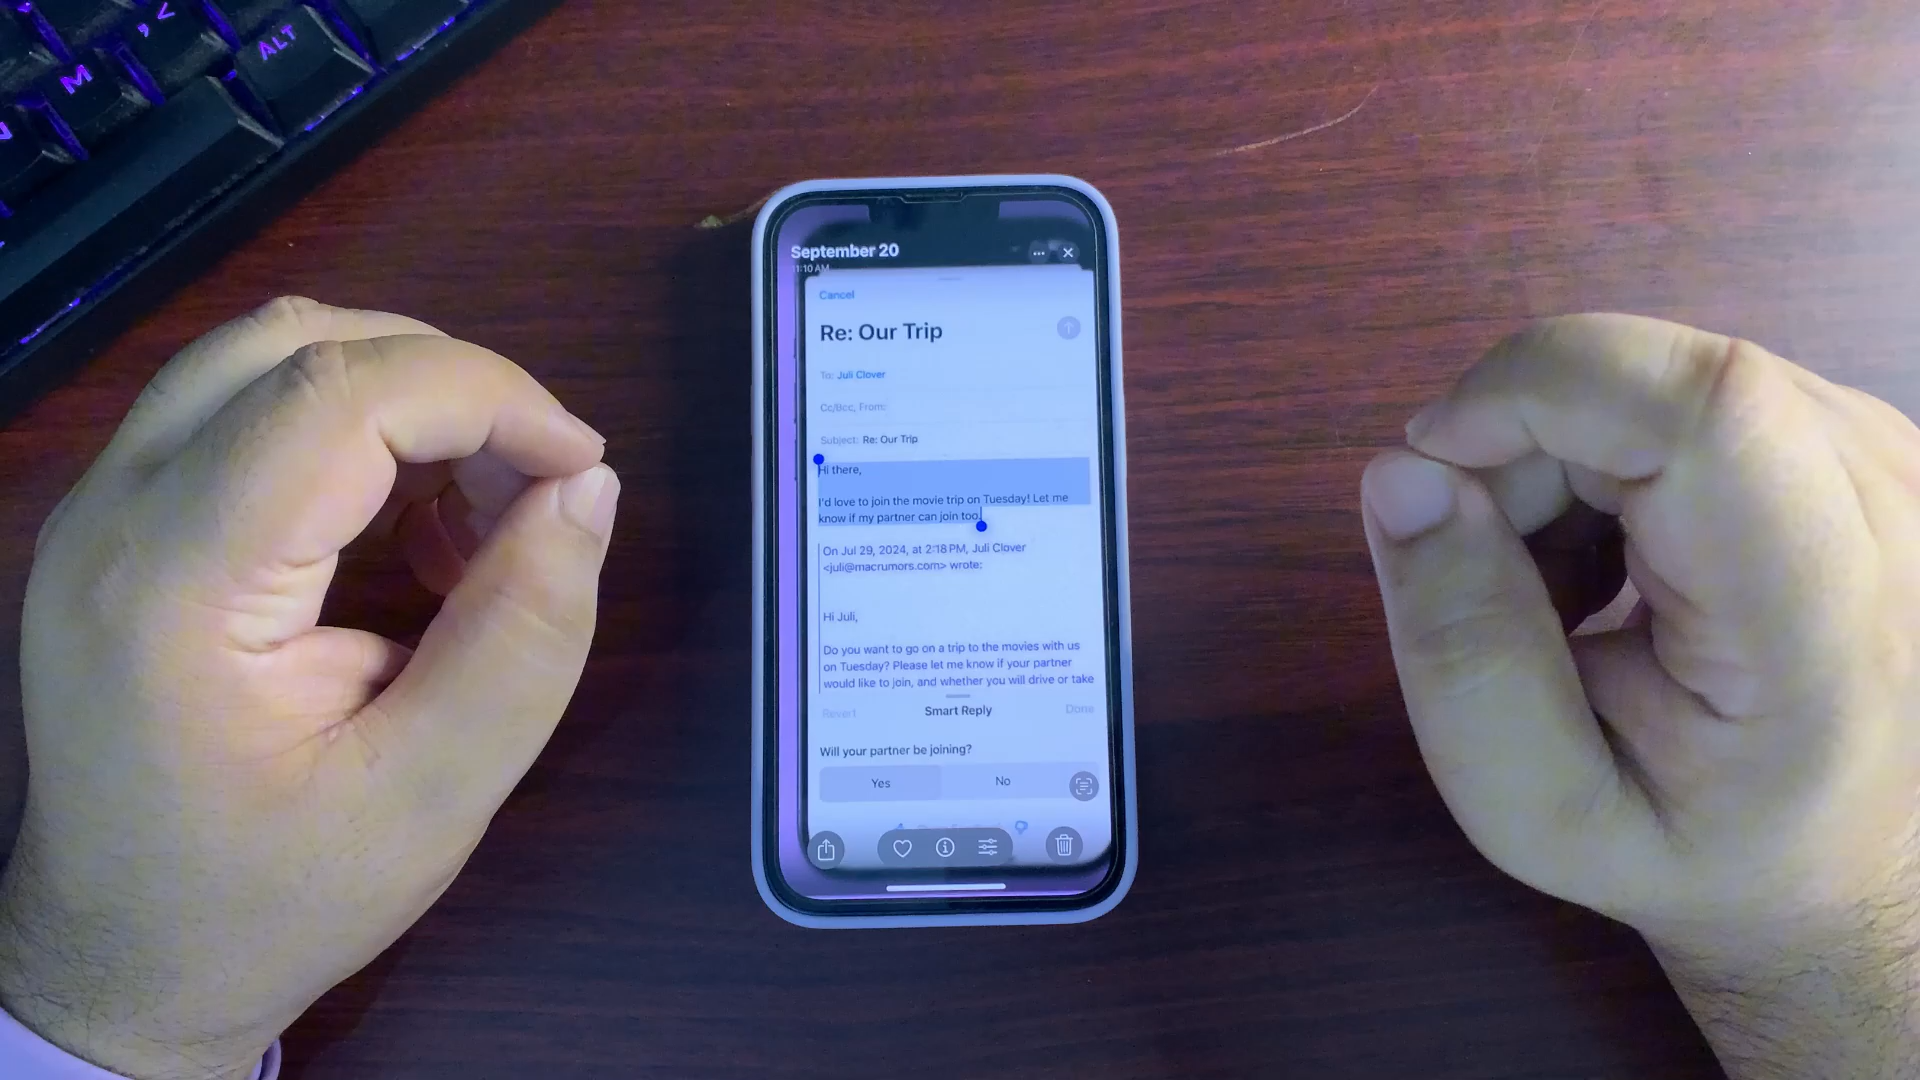 , <
M
ALT
September 20
11:10 AM
Cancel
Re: Our Trip
To: Juli Clover
Cc/Bcc, From:
Subject: Re: Our Trip
Hi there,
I'd love to join the movie trip on Tuesday! Let me
know if my partner can join too.
On Jul 29, 2024, at 2:18 PM, Juli Clover
<juli@macrumors.com> wrote:
Hi Juli,
Do you want to go on a trip to the movies with us
on Tuesday? Please let me know if your partner
would like to join, and whether you will drive or take
Revert Smart Reply Done
Will your partner be joining?
Yes No